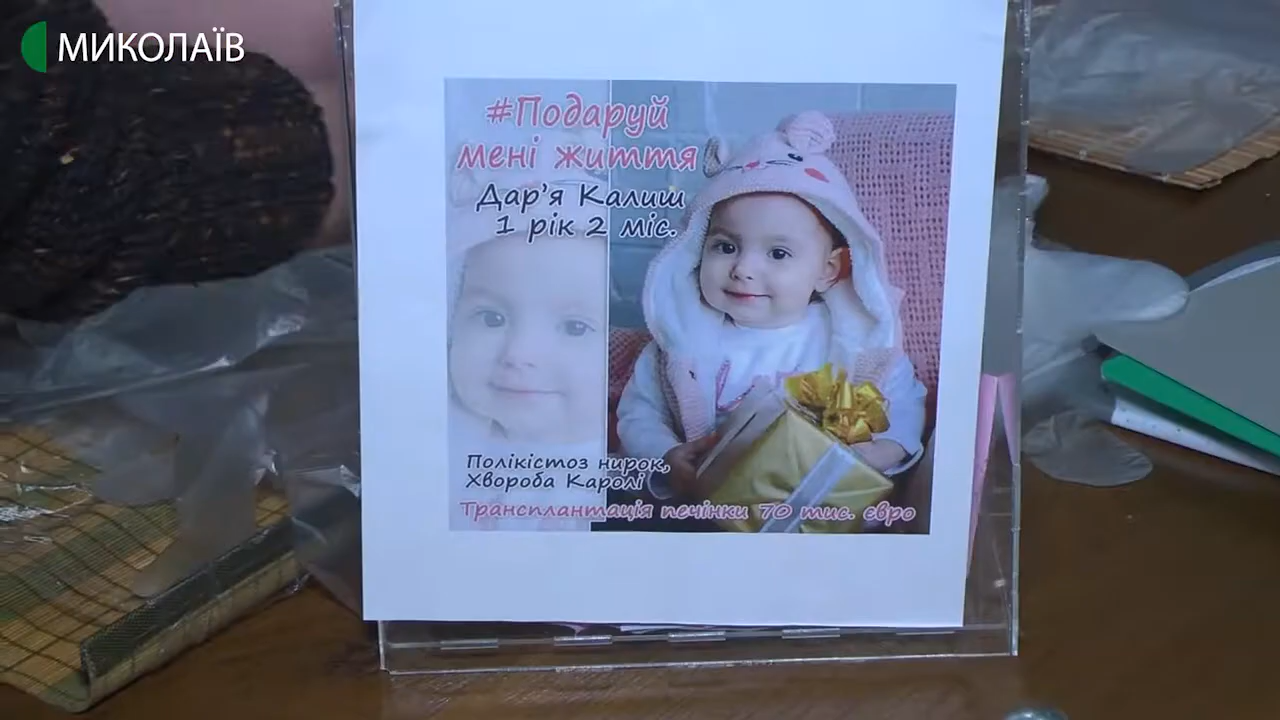 МИКОЛАЇВ
#Подаруй
мені життя
Дар'я Калиш
1 рік 2 міс.
Полікістоз нирок,
Хвороба Каролі
Трансплантація печінки 70 тис. євро